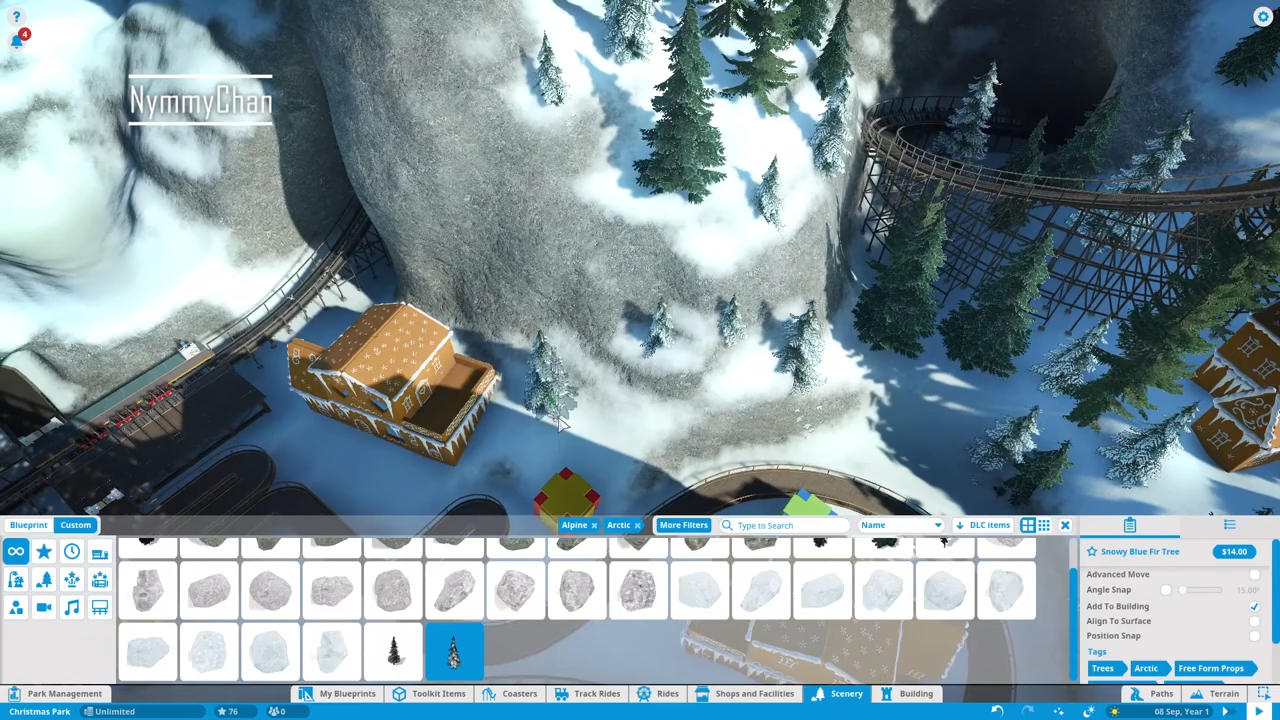 ?
4
NymmyChan
Blueprint
Custom
Alpine ×
Arctic ×
More Filters
Type to Search
Name
DLC items
Snowy Blue Fir Tree
$14.00
Advanced Move
Angle Snap
15.00°
Add To Building
Align To Surface
Position Snap
Tags
Trees
Arctic
Free Form Props
Park Management
My Blueprints
Toolkit Items
Coasters
Track Rides
Rides
Shops and Facilities
Scenery
Building
Paths
Terrain
Christmas Park
Unlimited
76
0
08 Sep, Year 1